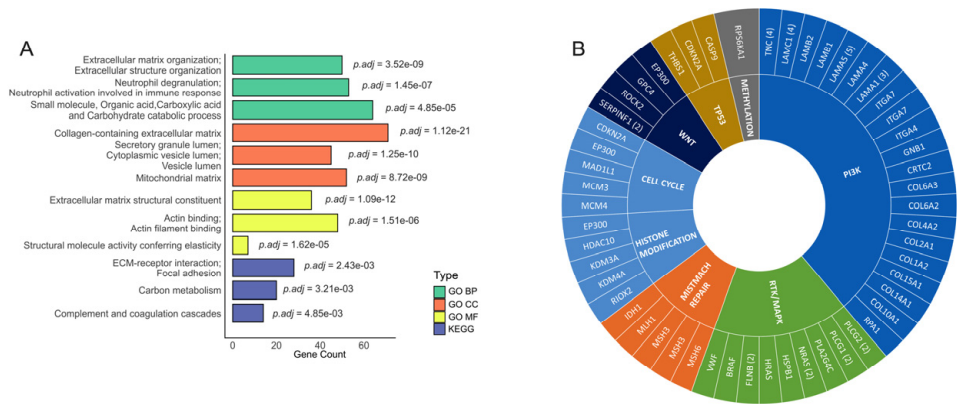 A
Extracellular matrix organization;
Extracellular structure organization
p.adj = 3.52e-09
Neutrophil degranulation;
Neutrophil activation involved in immune response
p.adj = 1.45e-07
Small molecule, Organic acid,Carboxylic acid
and Carbohydrate catabolic process
p.adj = 4.85e-05
Collagen-containing extracellular matrix
p.adj = 1.12e-21
Secretory granule lumen;
Cytoplasmic vesicle lumen;
Vesicle lumen
p.adj = 1.25e-10
Mitochondrial matrix
p.adj = 8.72e-09
Extracellular matrix structural constituent
p.adj = 1.09e-12
Actin binding;
Actin filament binding
p.adj = 1.51e-06
Structural molecule activity conferring elasticity
p.adj = 1.62e-05
ECM-receptor interaction;
Focal adhesion
p.adj = 2.43e-03
Carbon metabolism
p.adj = 3.21e-03
Complement and coagulation cascades
p.adj = 4.85e-03
0 20 40 60
Gene Count
Type
GO BP
GO CC
GO MF
KEGG
B
PI3K
TNC (4)
LAMC1 (4)
LAMB2
LAMB1
LAMA5 (5)
LAMA4
LAMA1 (3)
ITGA7
ITGA7
ITGA4
GNB1
CRTC2
COL6A3
COL6A2
COL4A2
COL2A1
COL1A2
COL15A1
COL14A1
COL10A1
RPA1
RTK/MAPK
PLCG2 (2)
PLCG1 (2)
PLA2G4C
NRAS (2)
HSPB1
HRAS
FLNB (2)
BRAF
VWF
MISTMACH
REPAIR
MSH6
MSH3
MSH3
MLH1
IDH1
HISTONE
MODIFICATION
RIOX2
KDM4A
KDM3A
HDAC10
EP300
CELL CYCLE
MCM4
MCM3
MAD1L1
EP300
CDKN2A
WNT
SERPINF1 (2)
ROCK2
GPC4
EP300
TP53
THBS1
CDKN2A
CASP9
METHYLATION
RPS6KA1